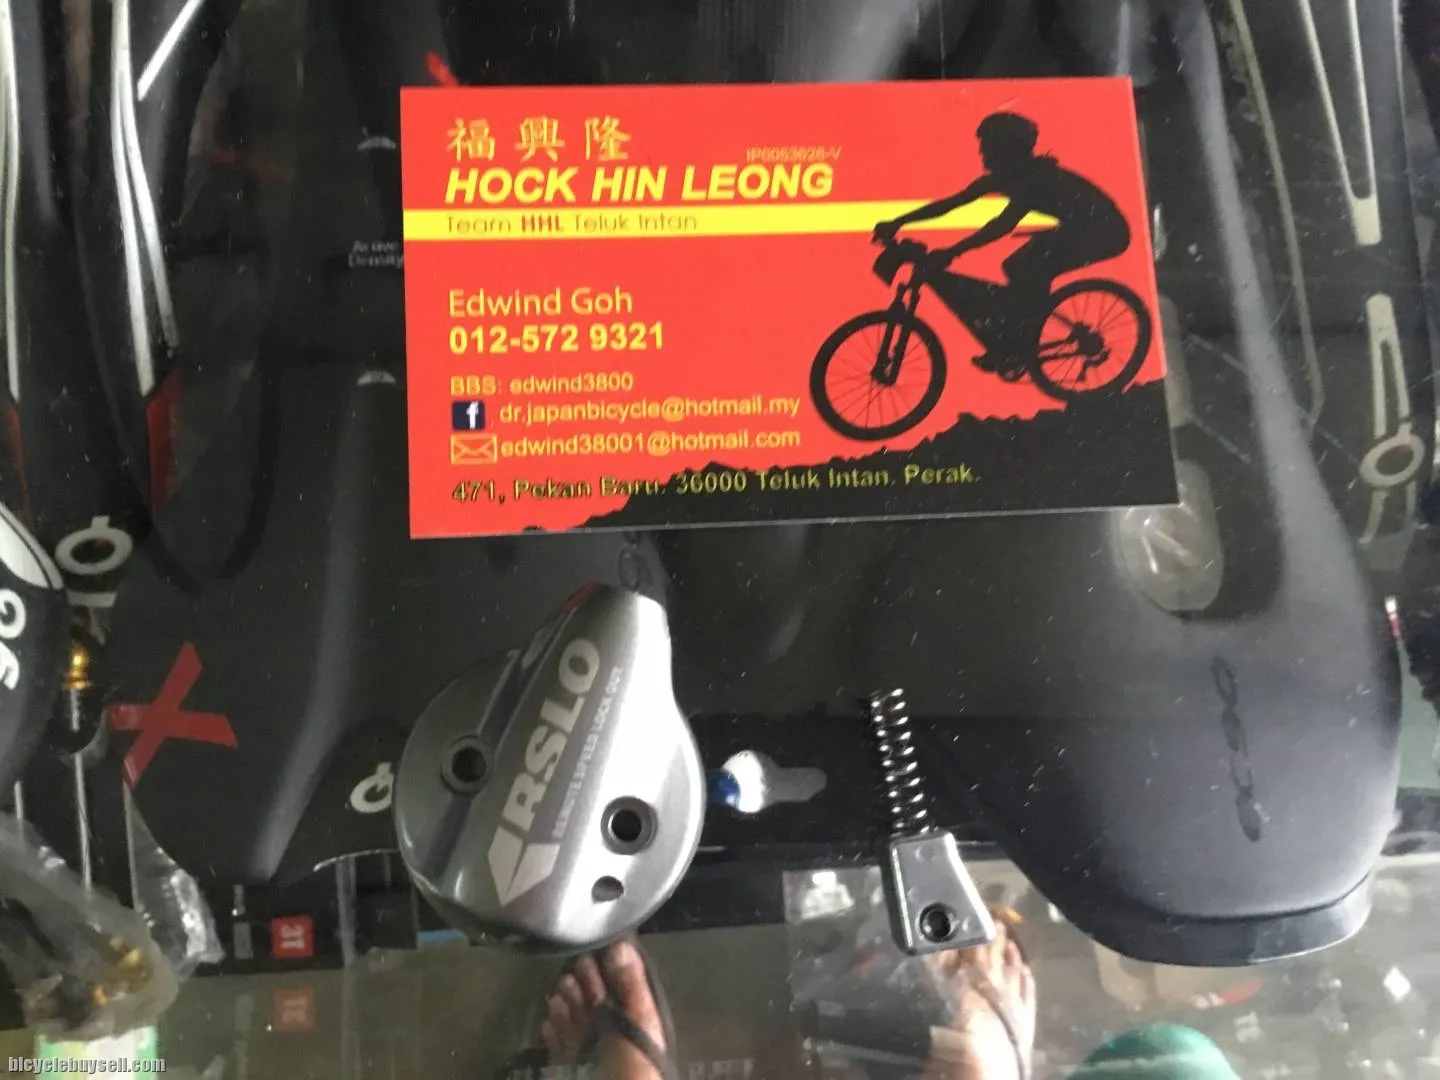 福興隆
IP0053626-V
HOCK HIN LEONG
Team HHL Teluk Intan
Edwind Goh
012-572 9321
BBS: edwind3800
f dr.japanbicycle@hotmail.my
edwind38001@hotmail.com
471, Pekan Baru, 36000 Teluk Intan. Perak.
RSLO
REMOTE SPEED LOCK OUT
X
bicyclebuysell.com